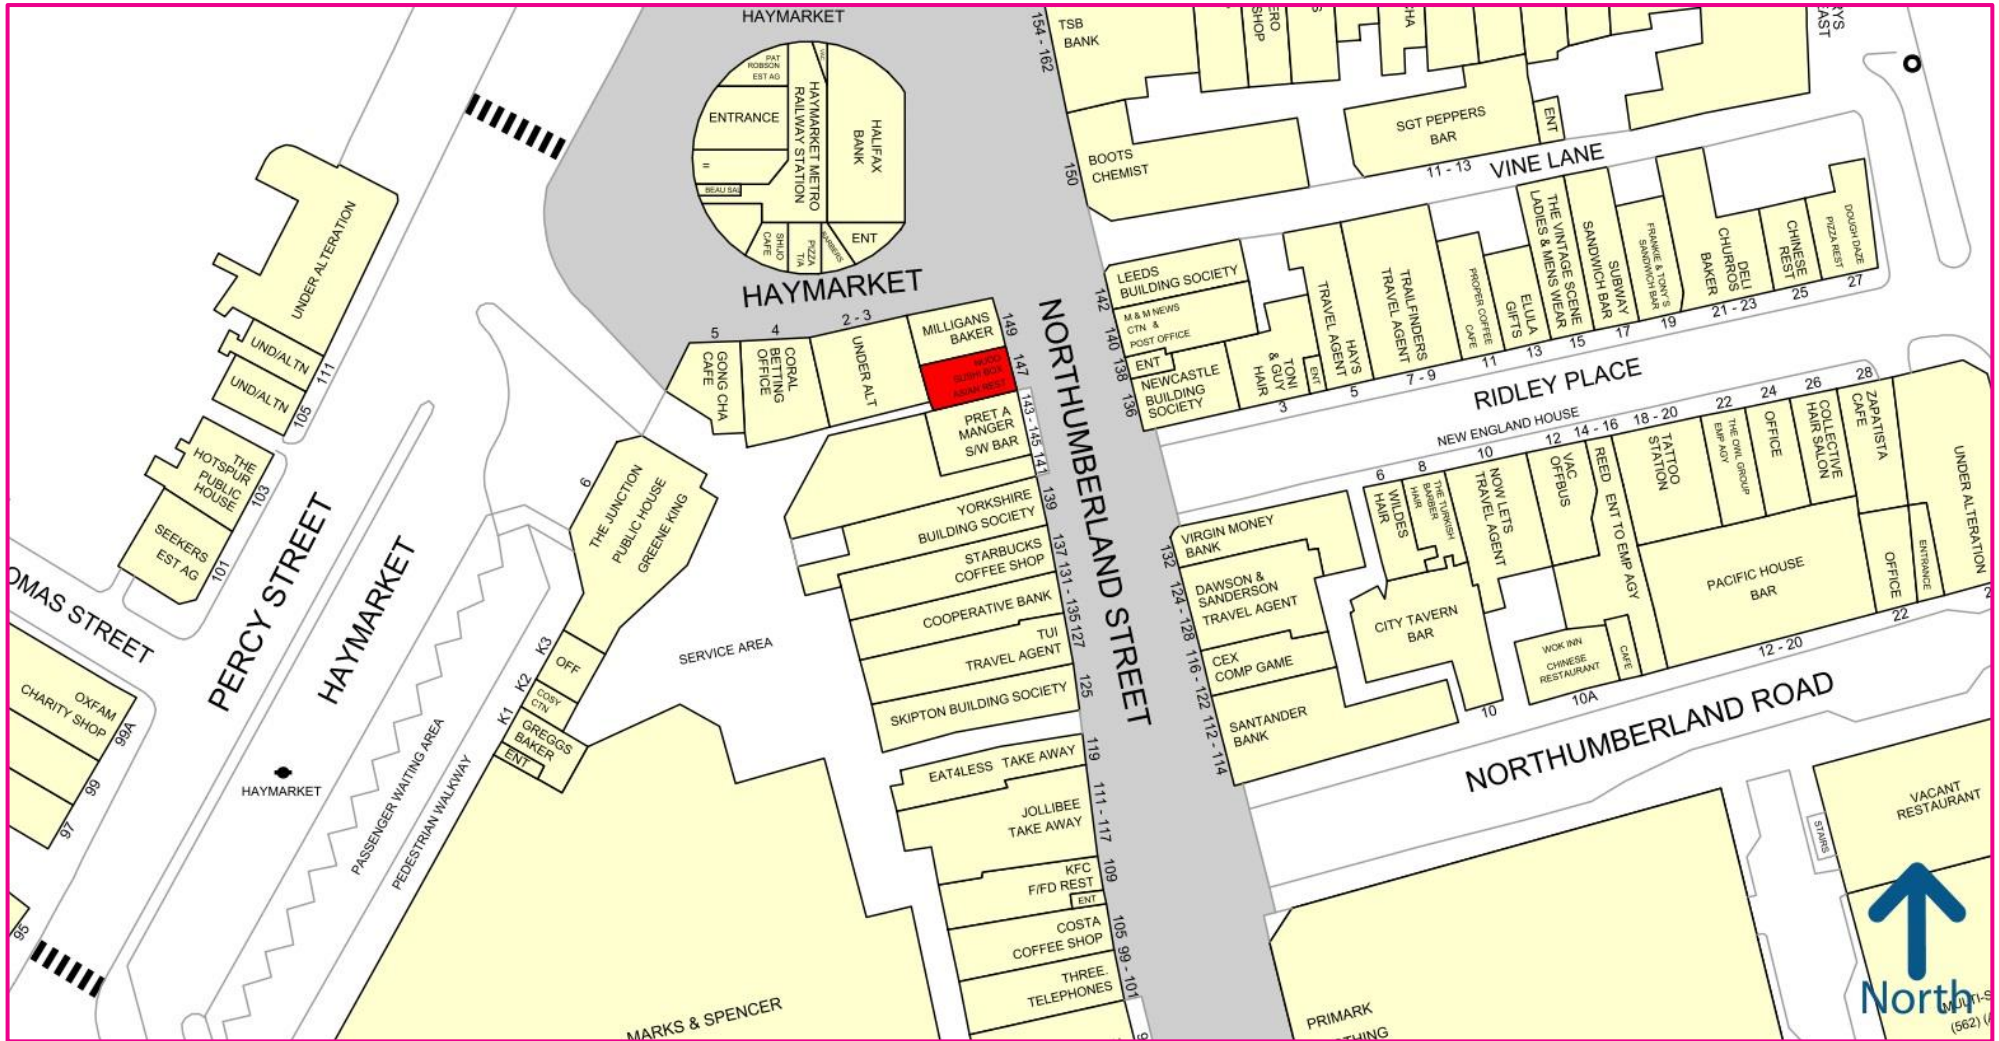 HAYMARKET
154 - 162
TSB
BANK
SHOP
PAT
ROBSON
EST AG
ENTRANCE
HAYMARKET METRO
RAILWAY STATION
HALIFAX
BANK
=
SHIJO
CAFE
PIZZA
T/A
BARBERS
ENT
HAYMARKET
SGT PEPPERS
BAR
ENT
11 - 13
VINE LANE
BOOTS
CHEMIST
150
UNDER ALTERATION
UND/ALTN
111
UND/ALTN
105
THE
HOTSPUR
PUBLIC
HOUSE
103
SEEKERS
EST AG
101
5
GONG CHA
CAFE
4
CORAL
BETTING
OFFICE
2 - 3
UNDER ALT
MILLIGANS
BAKER
149
147
SUSHI BOX
143 - 145
141
PRET A
MANGER
S/W BAR
139
YORKSHIRE
BUILDING SOCIETY
137
STARBUCKS
COFFEE SHOP
131 - 135
COOPERATIVE BANK
127
TUI
TRAVEL AGENT
125
SKIPTON BUILDING SOCIETY
119
EAT4LESS TAKE AWAY
111 - 117
JOLLIBEE
TAKE AWAY
109
KFC
F/FD REST
ENT
105
COSTA
COFFEE SHOP
99 - 101
THREE.
TELEPHONES
NORTHUMBERLAND STREET
142
LEEDS
BUILDING SOCIETY
140
M & M NEWS
CTN &
POST OFFICE
138
ENT
136
NEWCASTLE
BUILDING
SOCIETY
3
TONI
& GUY
HAIR
ENT
5
HAYS
TRAVEL AGENT
7 - 9
TRAILFINDERS
TRAVEL AGENT
11
PROPER COFFEE
CAFE
13
ELULA
GIFTS
15
THE VINTAGE SCENE
LADIES & MENS WEAR
17
SUBWAY
SANDWICH BAR
19
FRANKIE & TONY'S
SANDWICH BAR
21 - 23
DELI
CHURROS
BAKER
25
CHINESE
REST
27
DOUGH DAZE
PIZZA REST
RIDLEY PLACE
NEW ENGLAND HOUSE
132
VIRGIN MONEY
BANK
124 - 128
DAWSON &
SANDERSON
TRAVEL AGENT
116 - 122
CEX
COMP GAME
112 - 114
SANTANDER
BANK
6
WILDES
HAIR
8
THE TURKISH
BARBER
HAIR
10
NOW LETS
TRAVEL AGENT
12
VAC
OFFBUS
14 - 16
REED
ENT TO EMP AGY
18 - 20
TATTOO
STATION
22
THE OWL GROUP
EMP AGY
24
OFFICE
26
COLLECTIVE
HAIR SALON
28
ZAPATISTA
CAFE
UNDER ALTERATION
CITY TAVERN
BAR
10
WOK INN
CHINESE
RESTAURANT
10A
CAFE
PACIFIC HOUSE
BAR
12 - 20
OFFICE
22
ENTRANCE
NORTHUMBERLAND ROAD
6
THE JUNCTION
PUBLIC HOUSE
GREENE KING
K3
OFF
K2
COSY
CTN
K1
GREGGS
BAKER
ENT
SERVICE AREA
OMAS STREET
PERCY STREET
HAYMARKET
OXFAM
CHARITY SHOP
99A
99
97
95
HAYMARKET
PASSENGER WAITING AREA
PEDESTRIAN WALKWAY
MARKS & SPENCER
PRIMARK
THING
STAIRS
VACANT
RESTAURANT
North
MULTI-S
(562)